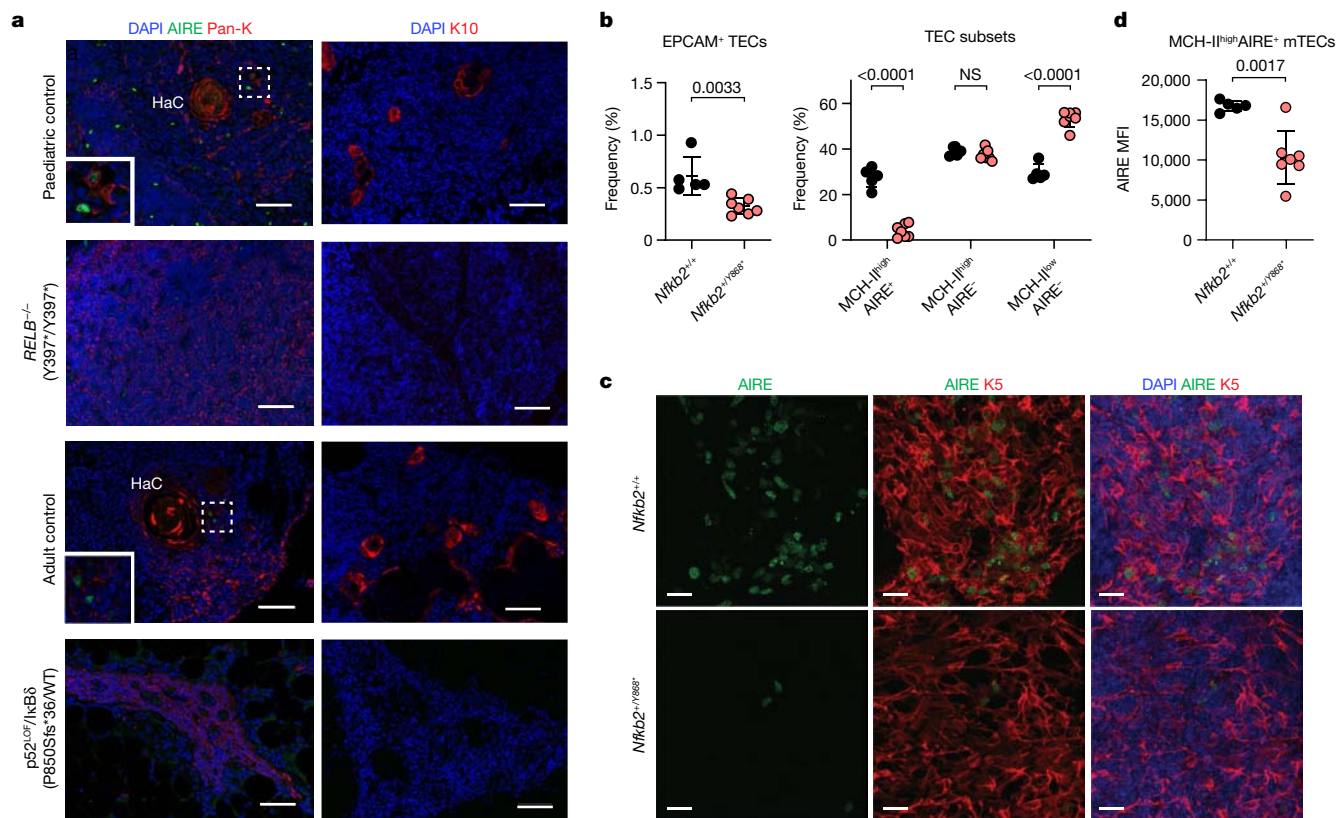 a
DAPI AIRE Pan-K
DAPI K10
Paediatric control
HaC
RELB–/–
(Y397*/Y397*)
Adult control
HaC
p52LOF/IκBδ
(P850Sfs*36/WT)
b
EPCAM+ TECs
0.0033
Frequency (%)
1.5
1.0
0.5
0
Nfkb2+/+
Nfkb2+/Y868*
TEC subsets
<0.0001
NS
<0.0001
Frequency (%)
60
40
20
0
MCH-IIhigh
AIRE+
MCH-IIhigh
AIRE–
MCH-IIlow
AIRE–
d
MCH-IIhighAIRE+ mTECs
0.0017
AIRE MFI
20,000
15,000
10,000
5,000
0
Nfkb2+/+
Nfkb2+/Y868*
c
AIRE
AIRE K5
DAPI AIRE K5
Nfkb2+/+
Nfkb2+/Y868*